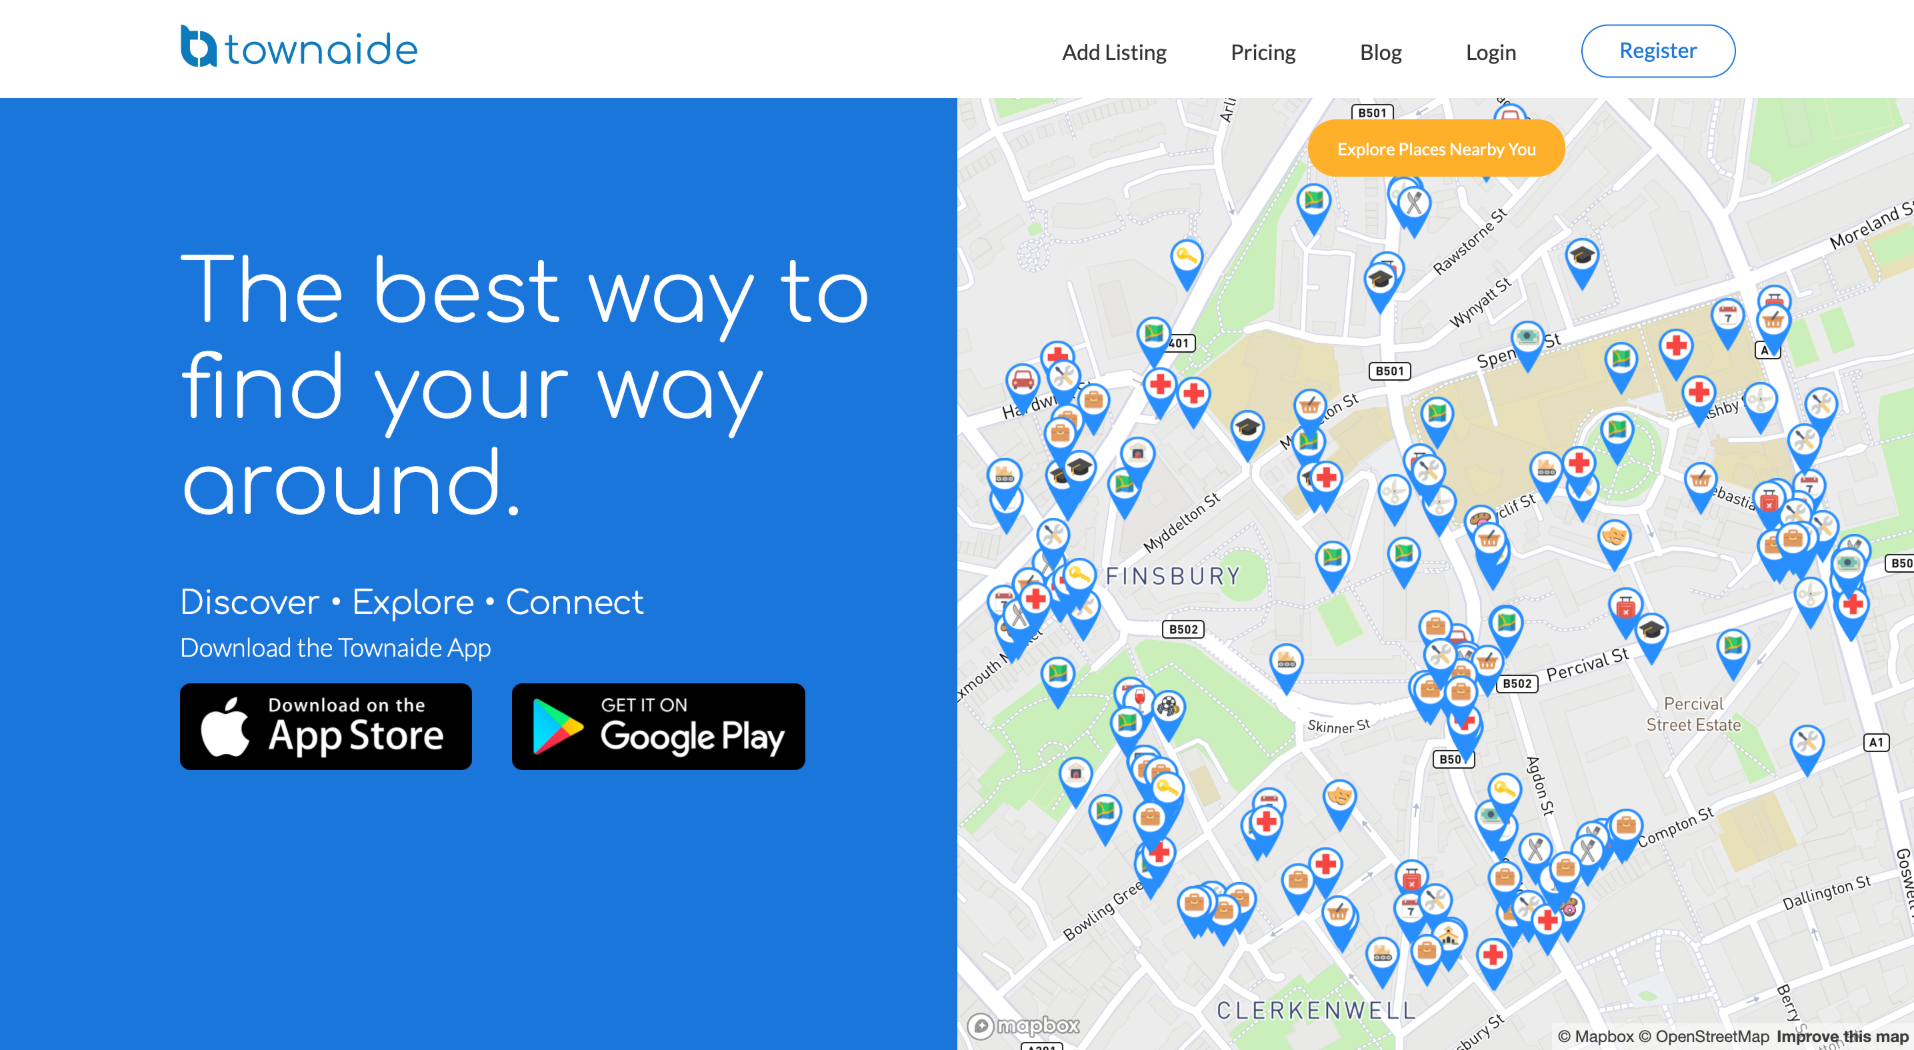 townaide
Add Listing
Pricing
Blog
Login
Register
The best way to
find your way
around.
Discover • Explore • Connect
Download the Townaide App
Download on the
App Store
GET IT ON
Google Play
B501
Explore Places Nearby You
Rawstorne St
Moreland S
Wynyatt St
Spen St
B501
401
A
Myddelton St
B502
FINSBURY
B50
Percival St
B502
Percival
Street Estate
Skinner St
B50
A1
Agdon St
Compton St
Dallington St
Bowling Gree
Goswell
CLERKENWELL
Berry S
sbury St
mapbox
A201
© Mapbox © OpenStreetMap Improve this map